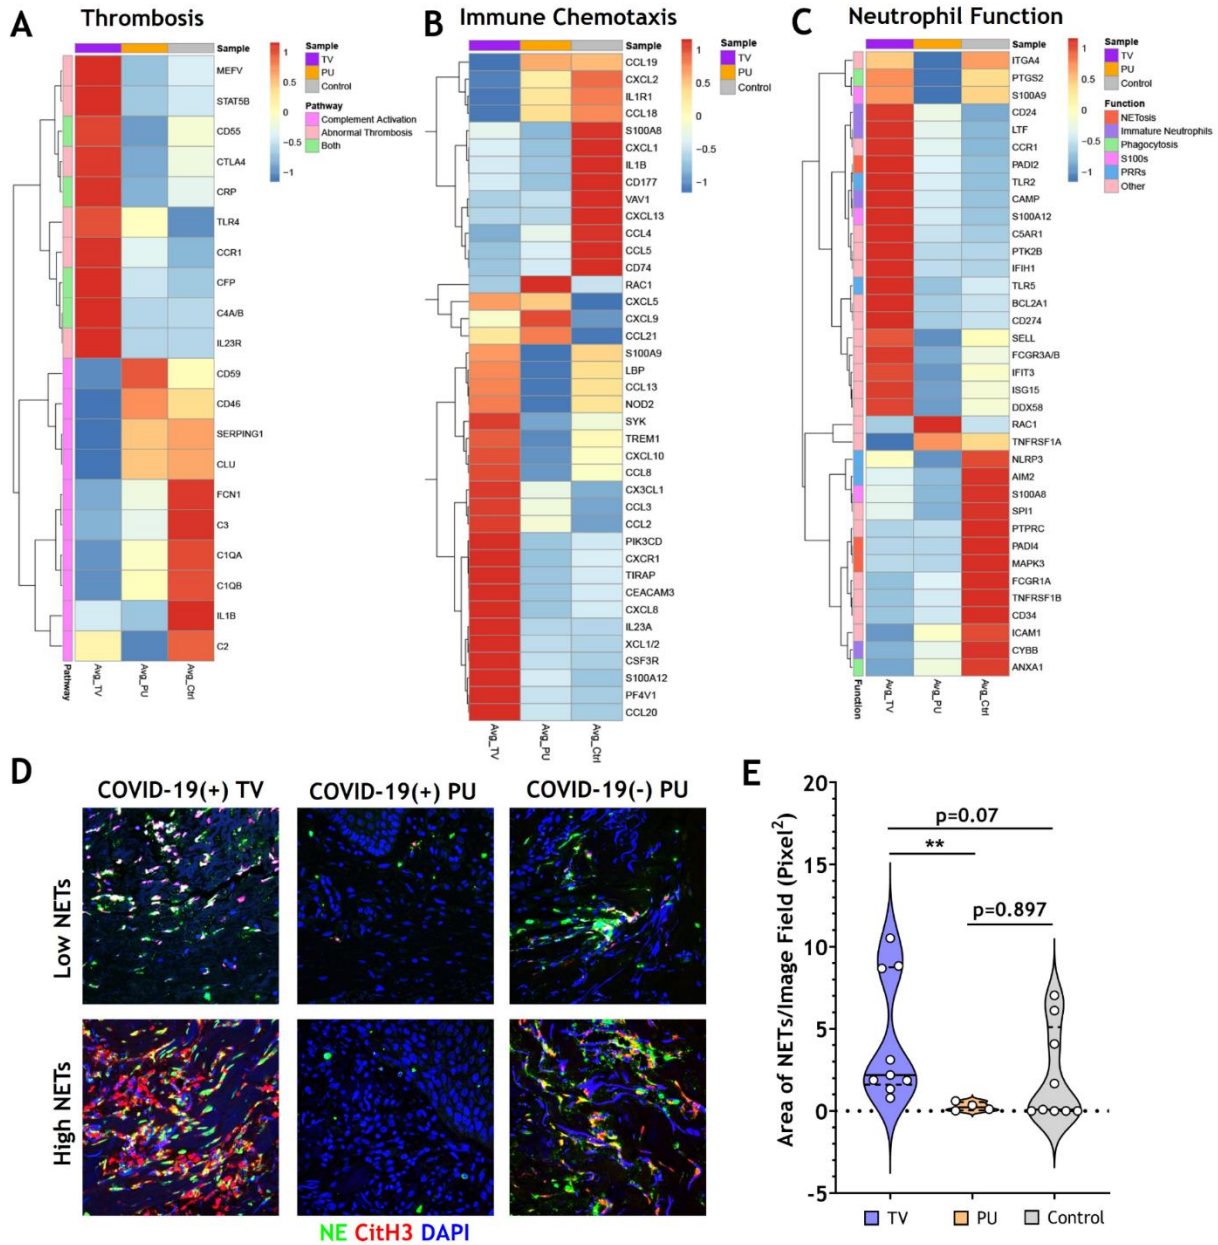 A
Thrombosis
Sample
MEFV
STAT5B
CD55
CTLA4
CRP
TLR4
CCR1
CFP
C4A/B
IL23R
CD59
CD46
SERPING1
CLU
FCN1
C3
C1QA
C1QB
IL1B
C2
Pathway
Avg_TV
Avg_PU
Avg_Ctrl
1
0.5
0
−0.5
−1
Sample
TV
PU
Control
Pathway
Complement Activation
Abnormal Thrombosis
Both
B
Immune Chemotaxis
Sample
CCL19
CXCL2
IL1R1
CCL18
S100A8
CXCL1
IL1B
CD177
VAV1
CXCL13
CCL4
CCL5
CD74
RAC1
CXCL5
CXCL9
CCL21
S100A9
LBP
CCL13
NOD2
SYK
TREM1
CXCL10
CCL8
CX3CL1
CCL3
CCL2
PIK3CD
CXCR1
TIRAP
CEACAM3
CXCL8
IL23A
XCL1/2
CSF3R
S100A12
PF4V1
CCL20
Avg_TV
Avg_PU
Avg_Ctrl
1
0.5
0
−0.5
−1
Sample
TV
PU
Control
C
Neutrophil Function
Sample
ITGA4
PTGS2
S100A9
CD24
LTF
CCR1
PADI2
TLR2
CAMP
S100A12
C5AR1
PTK2B
IFIH1
TLR5
BCL2A1
CD274
SELL
FCGR3A/B
IFIT3
ISG15
DDX58
RAC1
TNFRSF1A
NLRP3
AIM2
S100A8
SPI1
PTPRC
PADI4
MAPK3
FCGR1A
TNFRSF1B
CD34
ICAM1
CYBB
ANXA1
Function
Avg_TV
Avg_PU
Avg_Ctrl
1
0.5
0
−0.5
−1
Sample
TV
PU
Control
Function
NETosis
Immature Neutrophils
Phagocytosis
S100s
PRRs
Other
D
COVID-19(+) TV
COVID-19(+) PU
COVID-19(-) PU
Low NETs
High NETs
NE CitH3 DAPI
E
Area of NETs/Image Field (Pixel²)
20
15
10
5
0
-5
p=0.07
**
p=0.897
TV
PU
Control